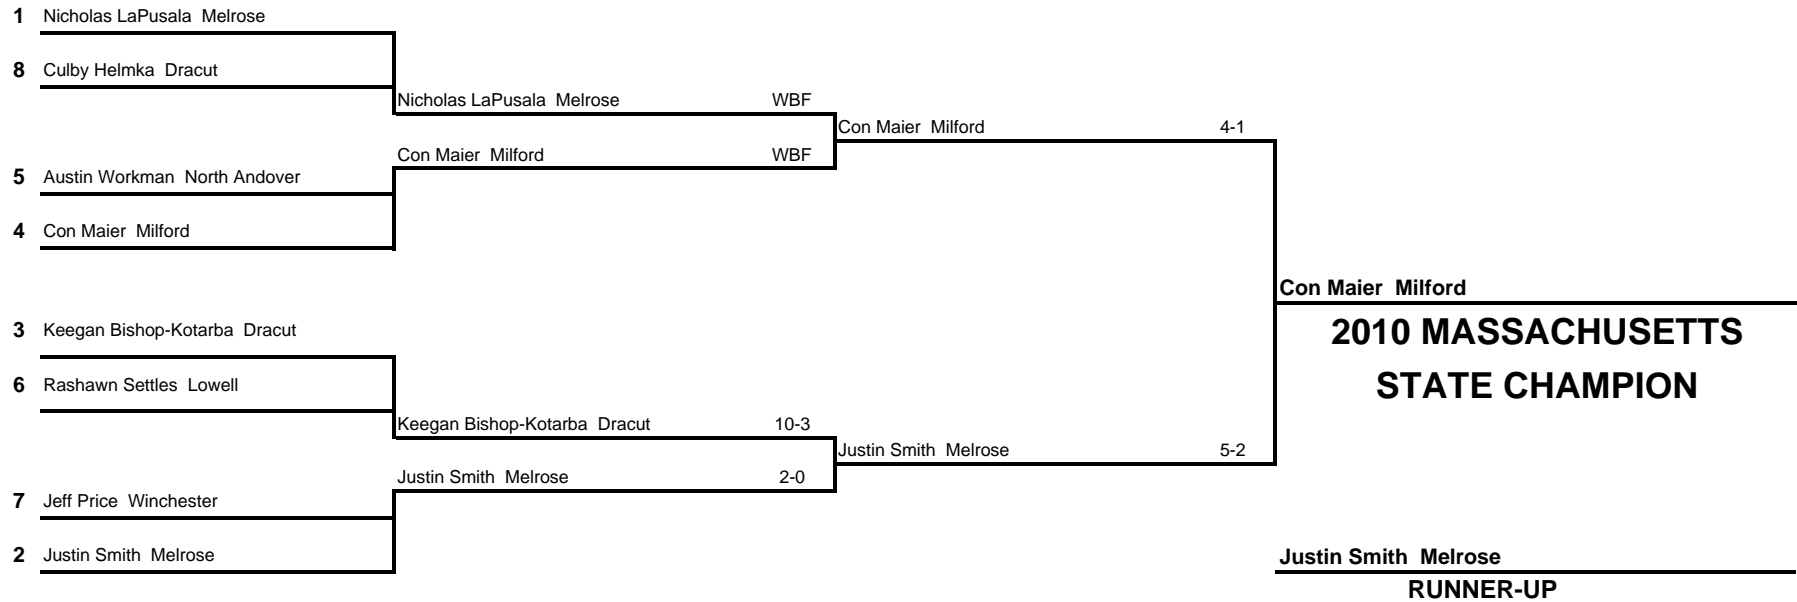 1 Nicholas LaPusala Melrose
8 Culby Helmka Dracut
Nicholas LaPusala Melrose WBF
Con Maier Milford 4-1
Con Maier Milford WBF
5 Austin Workman North Andover
4 Con Maier Milford
Con Maier Milford
3 Keegan Bishop-Kotarba Dracut
2010 MASSACHUSETTS
STATE CHAMPION
6 Rashawn Settles Lowell
Keegan Bishop-Kotarba Dracut 10-3
Justin Smith Melrose 5-2
Justin Smith Melrose 2-0
7 Jeff Price Winchester
2 Justin Smith Melrose
Justin Smith Melrose
RUNNER-UP